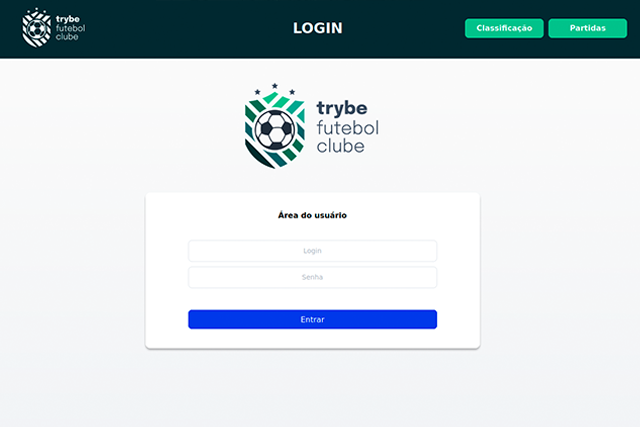 trybe
futebol
clube
LOGIN
Classificação
Partidas
trybe
futebol
clube
Área do usuário
Login
Senha
Entrar